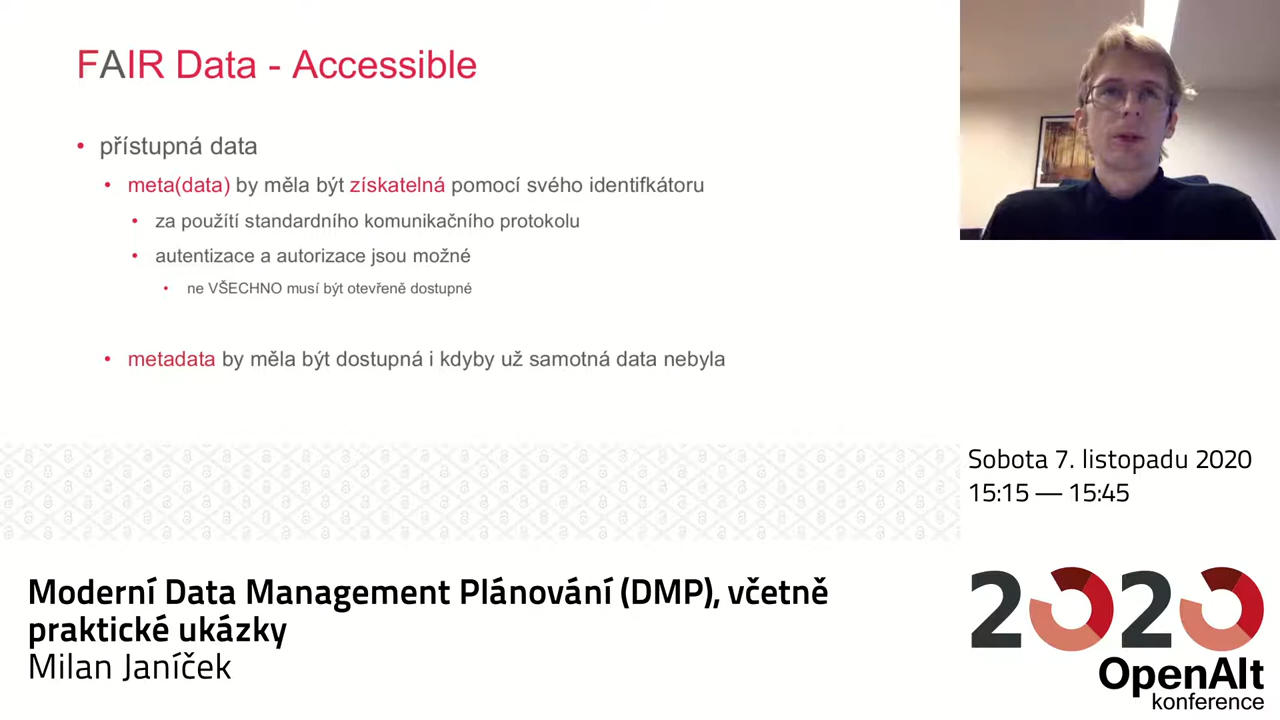 FAIR Data - Accessible
• přístupná data
• meta(data) by měla být získatelná pomocí svého identifkátoru
• za použítí standardního komunikačního protokolu
• autentizace a autorizace jsou možné
• ne VŠECHNO musí být otevřeně dostupné
• metadata by měla být dostupná i kdyby už samotná data nebyla
Sobota 7. listopadu 2020
15:15 — 15:45
Moderní Data Management Plánování (DMP), včetně
praktické ukázky
Milan Janíček
2020
OpenAlt
konference